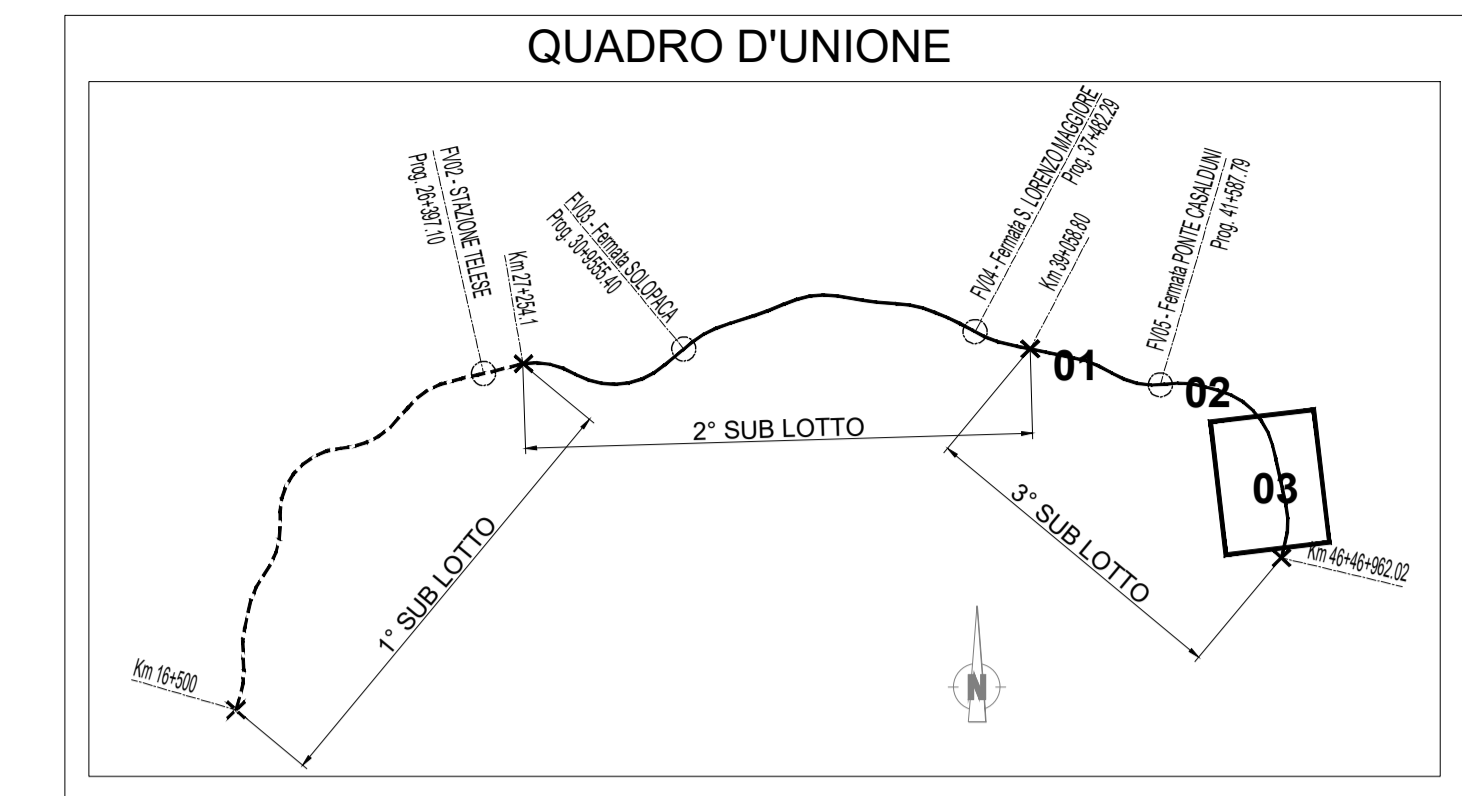 QUADRO D'UNIONE
FV02 - STAZIONE TELESE
Prog. 26+397.10
Km 27+254.1
FV03 - Fermata SOLOPACA
Prog. 30+9555.40
FV04 - Fermata S. LORENZO MAGGIORE
Prog. 37+482.29
Km 39+058.80
FV05 - Fermata PONTE CASALDUNI
Prog. 41+587.79
01
02
03
2° SUB LOTTO
3° SUB LOTTO
1° SUB LOTTO
Km 46+46+962.02
Km 16+500
N